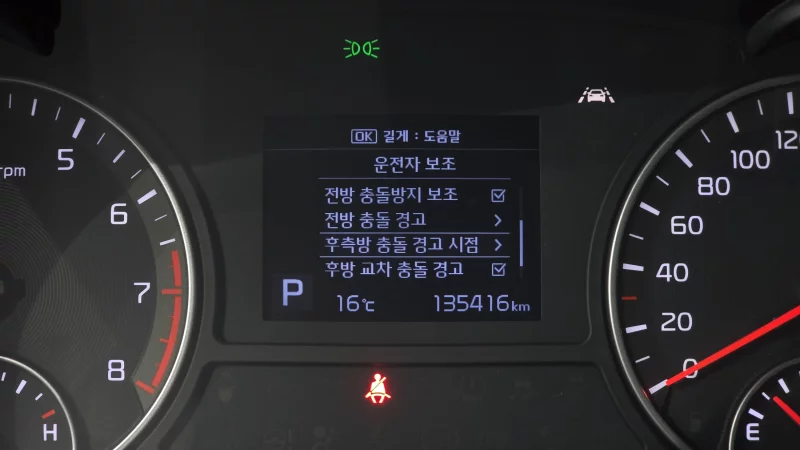 OK 길게 : 도움말
운전자 보조
전방 충돌방지 보조
전방 충돌 경고
후측방 충돌 경고 시점
후방 교차 충돌 경고
P 16℃ 135416km
rpm
5
6
7
8
H
120
100
80
60
40
20
0
E